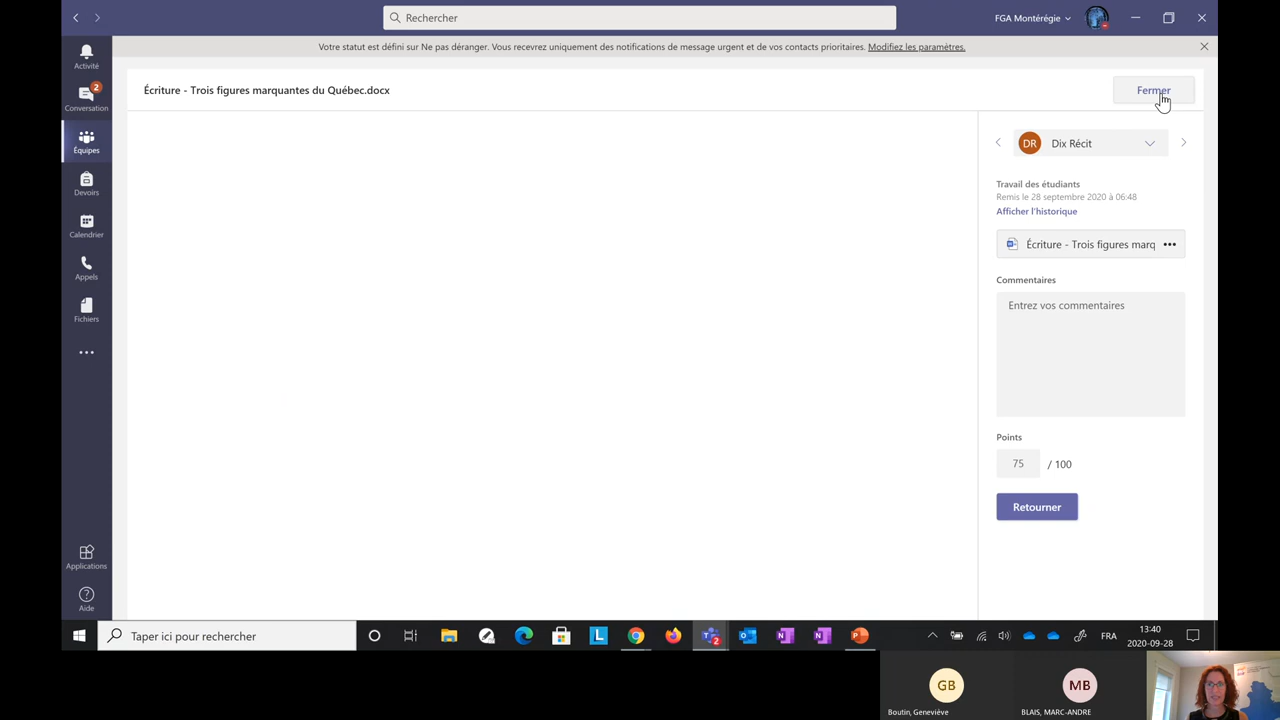 Rechercher
FGA Montérégie
Votre statut est défini sur Ne pas déranger. Vous recevrez uniquement des notifications de message urgent et de vos contacts prioritaires. Modifiez les paramètres.
Activité
2
Conversation
Équipes
Devoirs
Calendrier
Appels
Fichiers
Applications
Aide
Écriture - Trois figures marquantes du Québec.docx
Fermer
DR
Dix Récit
Travail des étudiants
Remis le 28 septembre 2020 à 06:48
Afficher l'historique
Écriture - Trois figures marq
Commentaires
Entrez vos commentaires
Points
75 / 100
Retourner
Taper ici pour rechercher
2
FRA
13:40
2020-09-28
GB
Boutin, Geneviève
MB
BLAIS, MARC-ANDRE